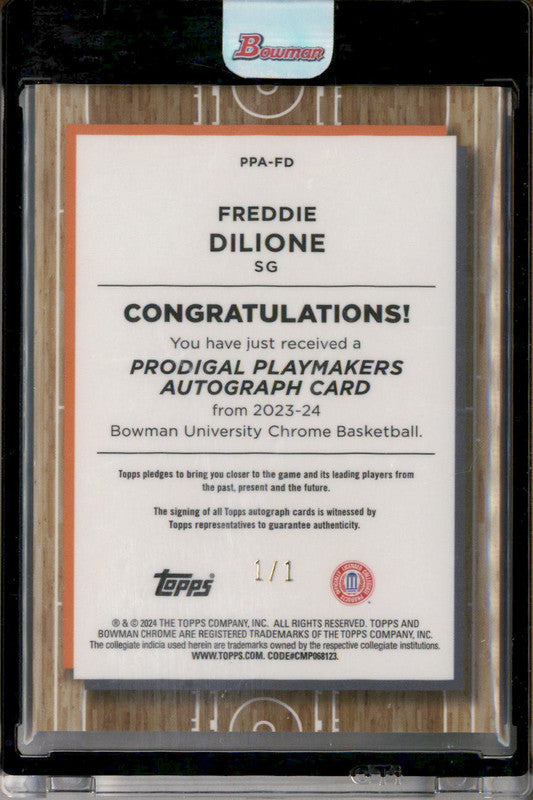 Bowman
PPA-FD
FREDDIE
DILIONE
SG
CONGRATULATIONS!
You have just received a
PRODIGAL PLAYMAKERS
AUTOGRAPH CARD
from 2023-24
Bowman University Chrome Basketball.
Topps pledges to bring you closer to the game and its leading players from
the past, present and the future.
The signing of all Topps autograph cards is witnessed by
Topps representatives to guarantee authenticity.
topps
1/1
OFFICIALLY LICENSED COLLEGIATE PRODUCTS
® & © 2024 THE TOPPS COMPANY, INC. ALL RIGHTS RESERVED. TOPPS AND
BOWMAN CHROME ARE REGISTERED TRADEMARKS OF THE TOPPS COMPANY, INC.
The collegiate indicia used herein are trademarks owned by the respective collegiate institutions.
WWW.TOPPS.COM. CODE#CMP068123.